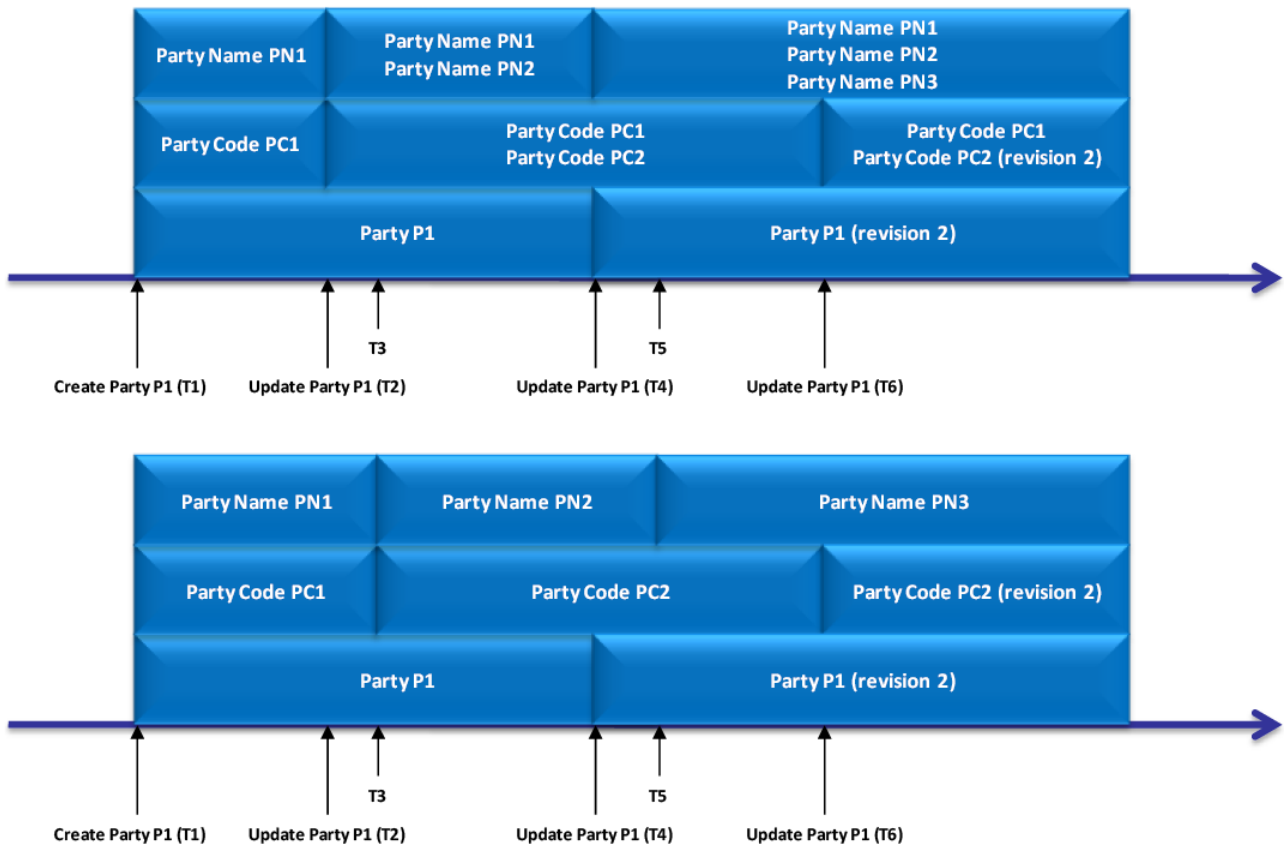 Party Name PN1
Party Name PN1
Party Name PN2
Party Name PN1
Party Name PN2
Party Name PN3
Party Code PC1
Party Code PC1
Party Code PC2
Party Code PC1
Party Code PC2 (revision 2)
Party P1
Party P1 (revision 2)
T3
T5
Create Party P1 (T1)
Update Party P1 (T2)
Update Party P1 (T4)
Update Party P1 (T6)
Party Name PN1
Party Name PN2
Party Name PN3
Party Code PC1
Party Code PC2
Party Code PC2 (revision 2)
Party P1
Party P1 (revision 2)
T3
T5
Create Party P1 (T1)
Update Party P1 (T2)
Update Party P1 (T4)
Update Party P1 (T6)